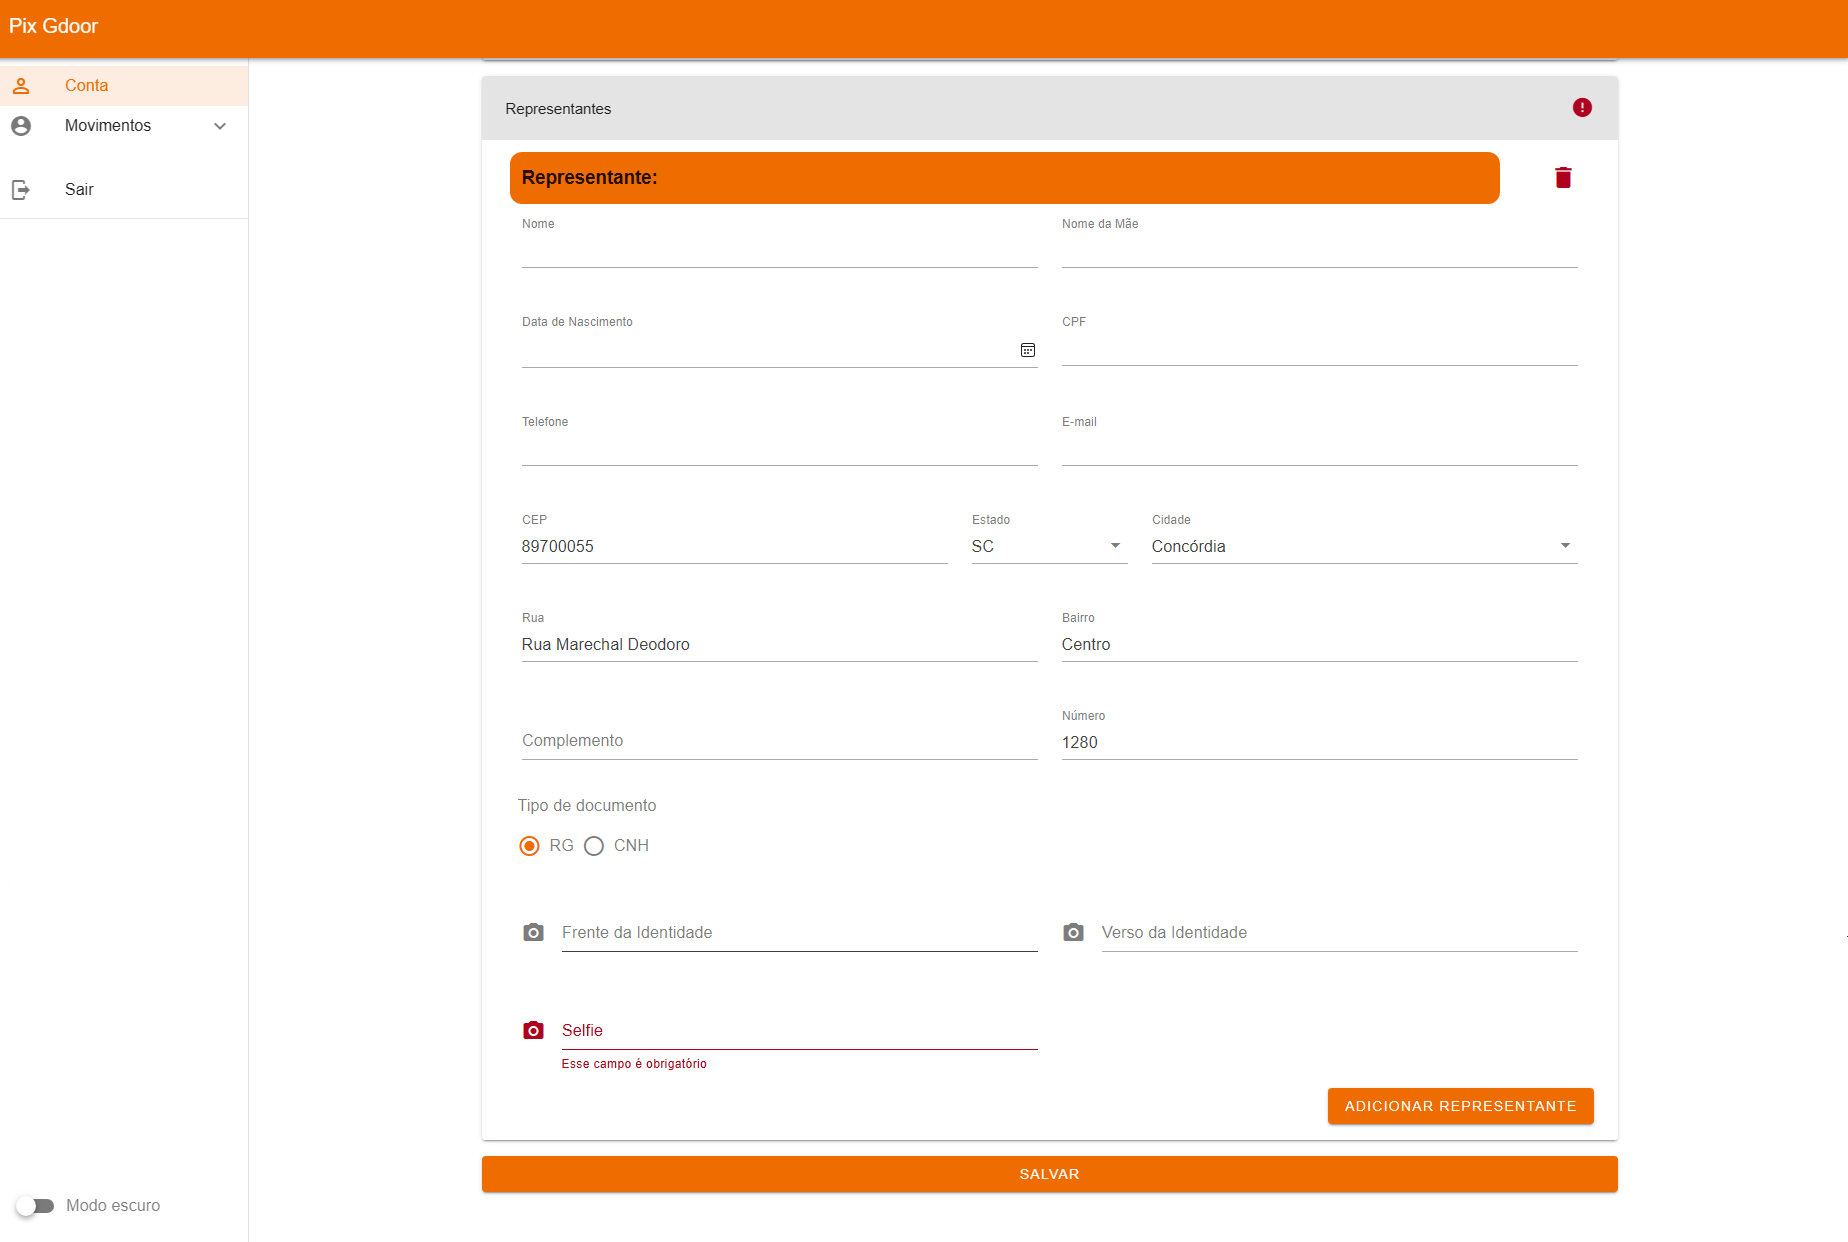 Pix Gdoor
Conta
Movimentos
Sair
Representantes
Representante:
Nome
Nome da Mãe
Data de Nascimento
CPF
Telefone
E-mail
CEP
Estado
Cidade
89700055
SC
Concórdia
Rua
Bairro
Rua Marechal Deodoro
Centro
Número
Complemento
1280
Tipo de documento
RG
CNH
Frente da Identidade
Verso da Identidade
Selfie
Esse campo é obrigatório
ADICIONAR REPRESENTANTE
SALVAR
Modo escuro